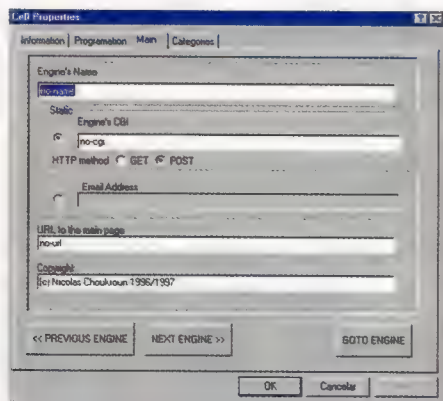 Cell Properties
Information Programation Main Categories
Engine's Name
no-name
Static
Engine's CGI
no-cgi
HTTP method GET POST
Email Address
URL to the main page
no-url
Copyright
(c) Nicolas Choukroun 1996/1997
<< PREVIOUS ENGINE NEXT ENGINE >> GOTO ENGINE
OK Cancelar